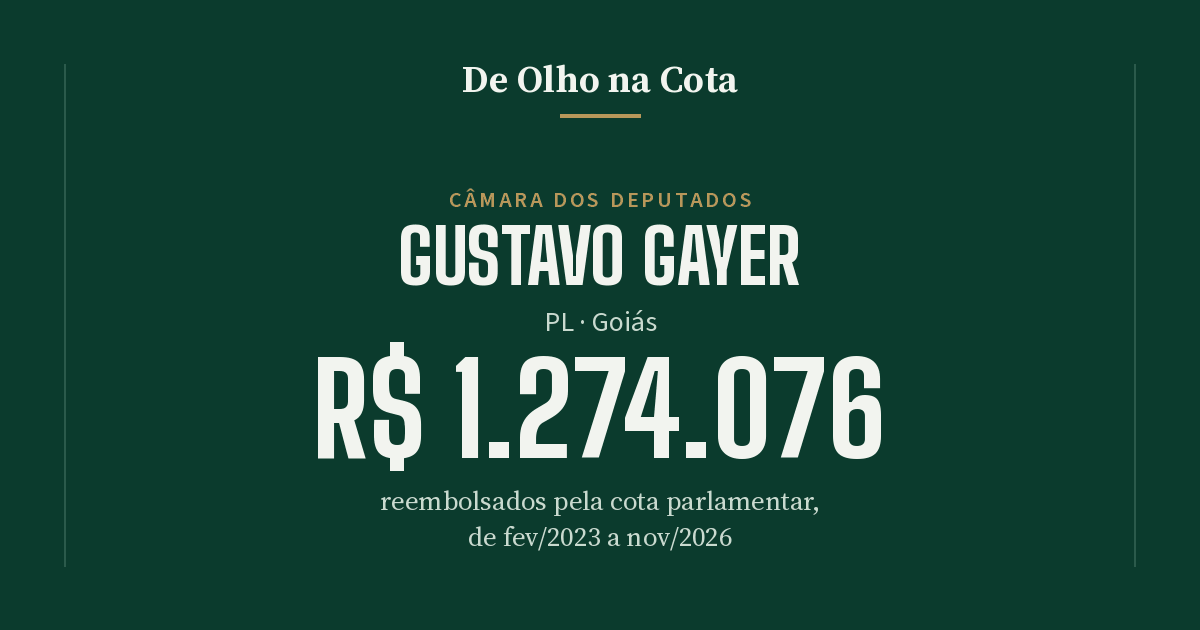 De Olho na Cota
CÂMARA DOS DEPUTADOS
GUSTAVO GAYER
PL · Goiás
R$ 1.274.076
reembolsados pela cota parlamentar,
de fev/2023 a nov/2026